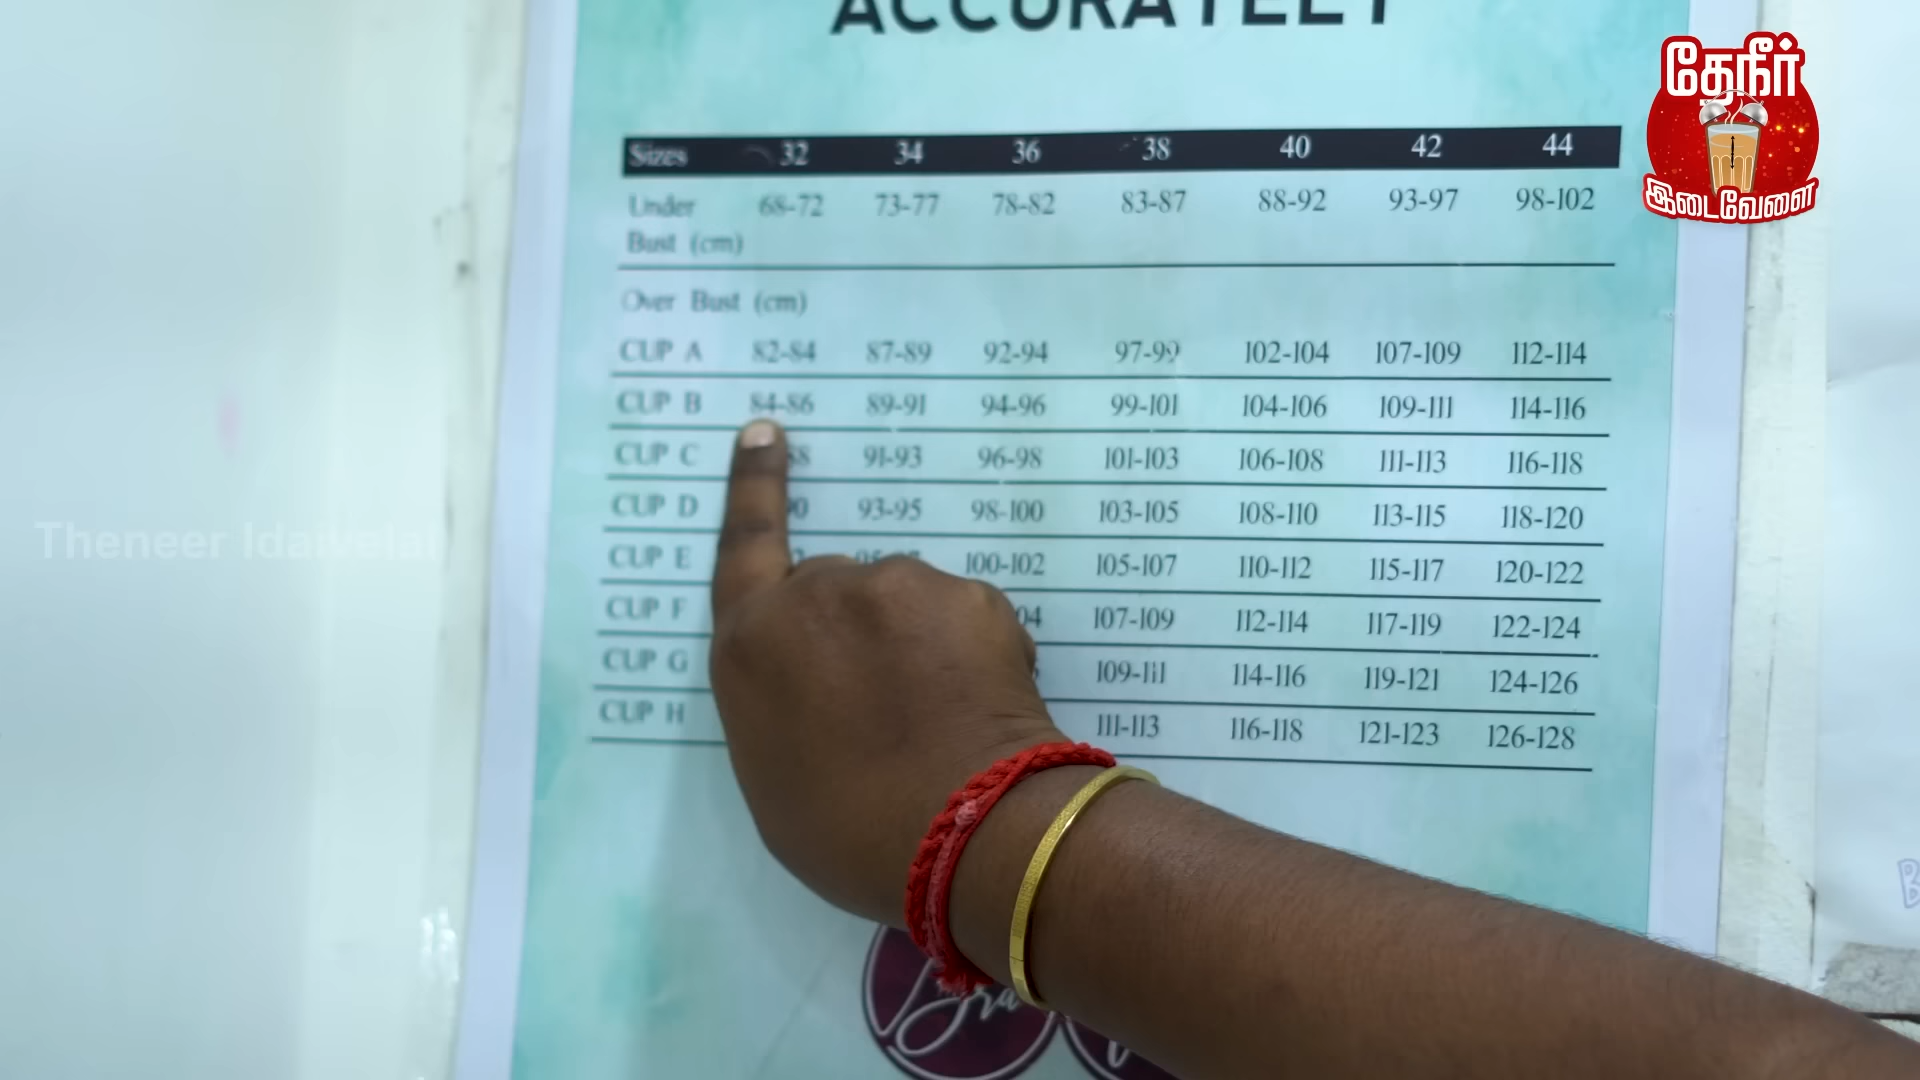 ACCURATELY
தேநீர்
இடைவேளை
Sizes 32 34 36 38 40 42 44
Under 68-72 73-77 78-82 83-87 88-92 93-97 98-102
Bust (cm)
Over Bust (cm)
CUP A 82-84 87-89 92-94 97-99 102-104 107-109 112-114
CUP B 84-86 89-91 94-96 99-101 104-106 109-111 114-116
CUP C 91-93 96-98 101-103 106-108 111-113 116-118
CUP D 93-95 98-100 103-105 108-110 113-115 118-120
Theneer Idaivelai
CUP E 100-102 105-107 110-112 115-117 120-122
CUP F 107-109 112-114 117-119 122-124
CUP G 109-111 114-116 119-121 124-126
CUP H 111-113 116-118 121-123 126-128
Bra